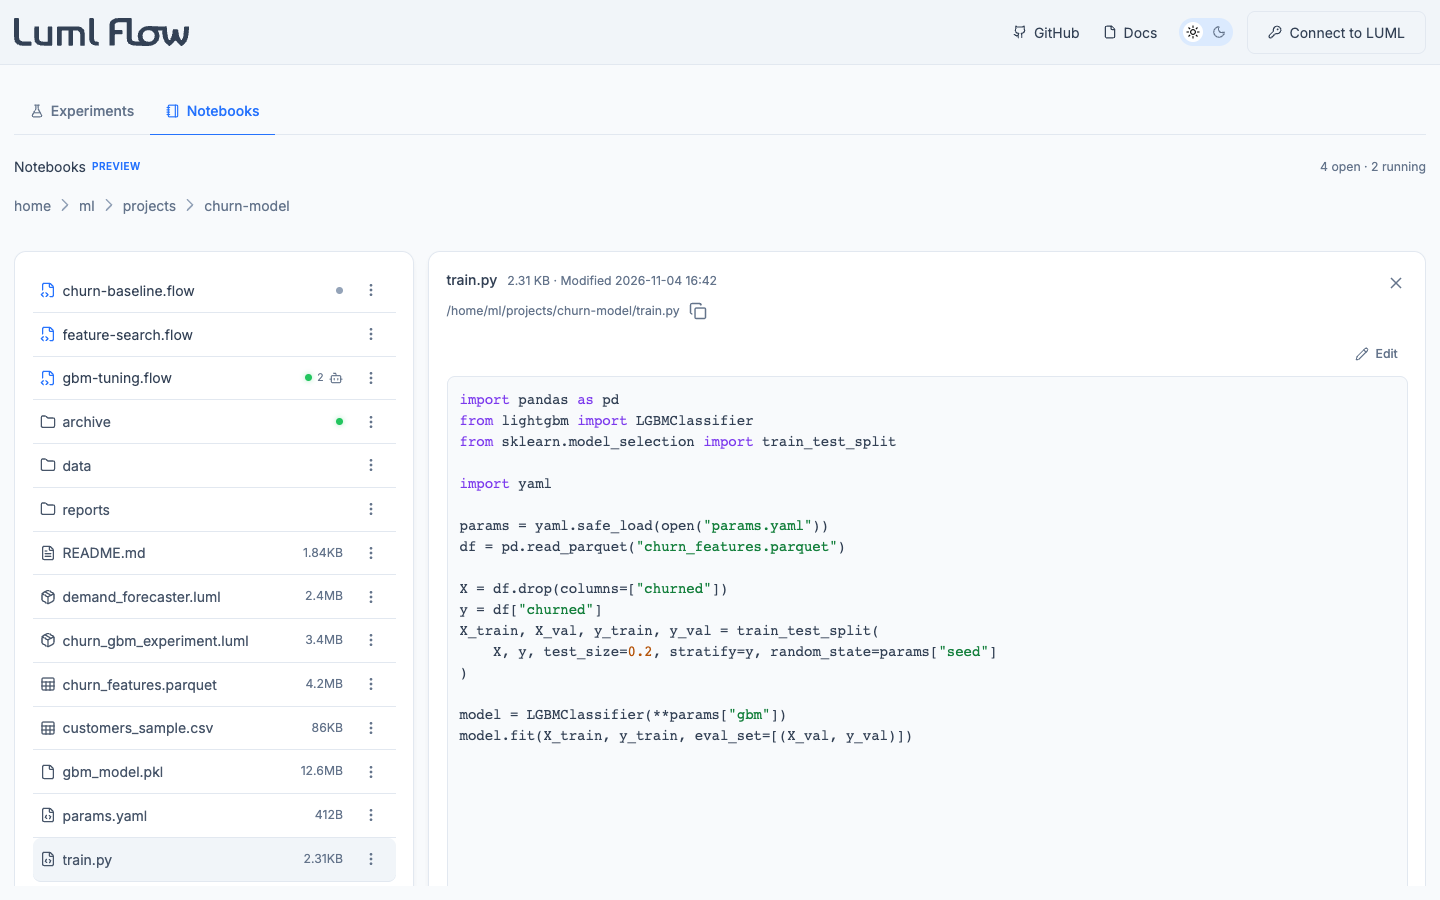 Luml Flow
GitHub
Docs
Connect to LUML
Experiments
Notebooks
Notebooks PREVIEW
4 open · 2 running
home
ml
projects
churn-model
churn-baseline.flow
feature-search.flow
gbm-tuning.flow 2
archive
data
reports
README.md 1.84KB
demand_forecaster.luml 2.4MB
churn_gbm_experiment.luml 3.4MB
churn_features.parquet 4.2MB
customers_sample.csv 86KB
gbm_model.pkl 12.6MB
params.yaml 412B
train.py 2.31KB
train.py 2.31 KB · Modified 2026-11-04 16:42
/home/ml/projects/churn-model/train.py
Edit
import pandas as pd
from lightgbm import LGBMClassifier
from sklearn.model_selection import train_test_split
import yaml
params = yaml.safe_load(open("params.yaml"))
df = pd.read_parquet("churn_features.parquet")
X = df.drop(columns=["churned"])
y = df["churned"]
X_train, X_val, y_train, y_val = train_test_split(
    X, y, test_size=0.2, stratify=y, random_state=params["seed"]
)
model = LGBMClassifier(**params["gbm"])
model.fit(X_train, y_train, eval_set=[(X_val, y_val)])